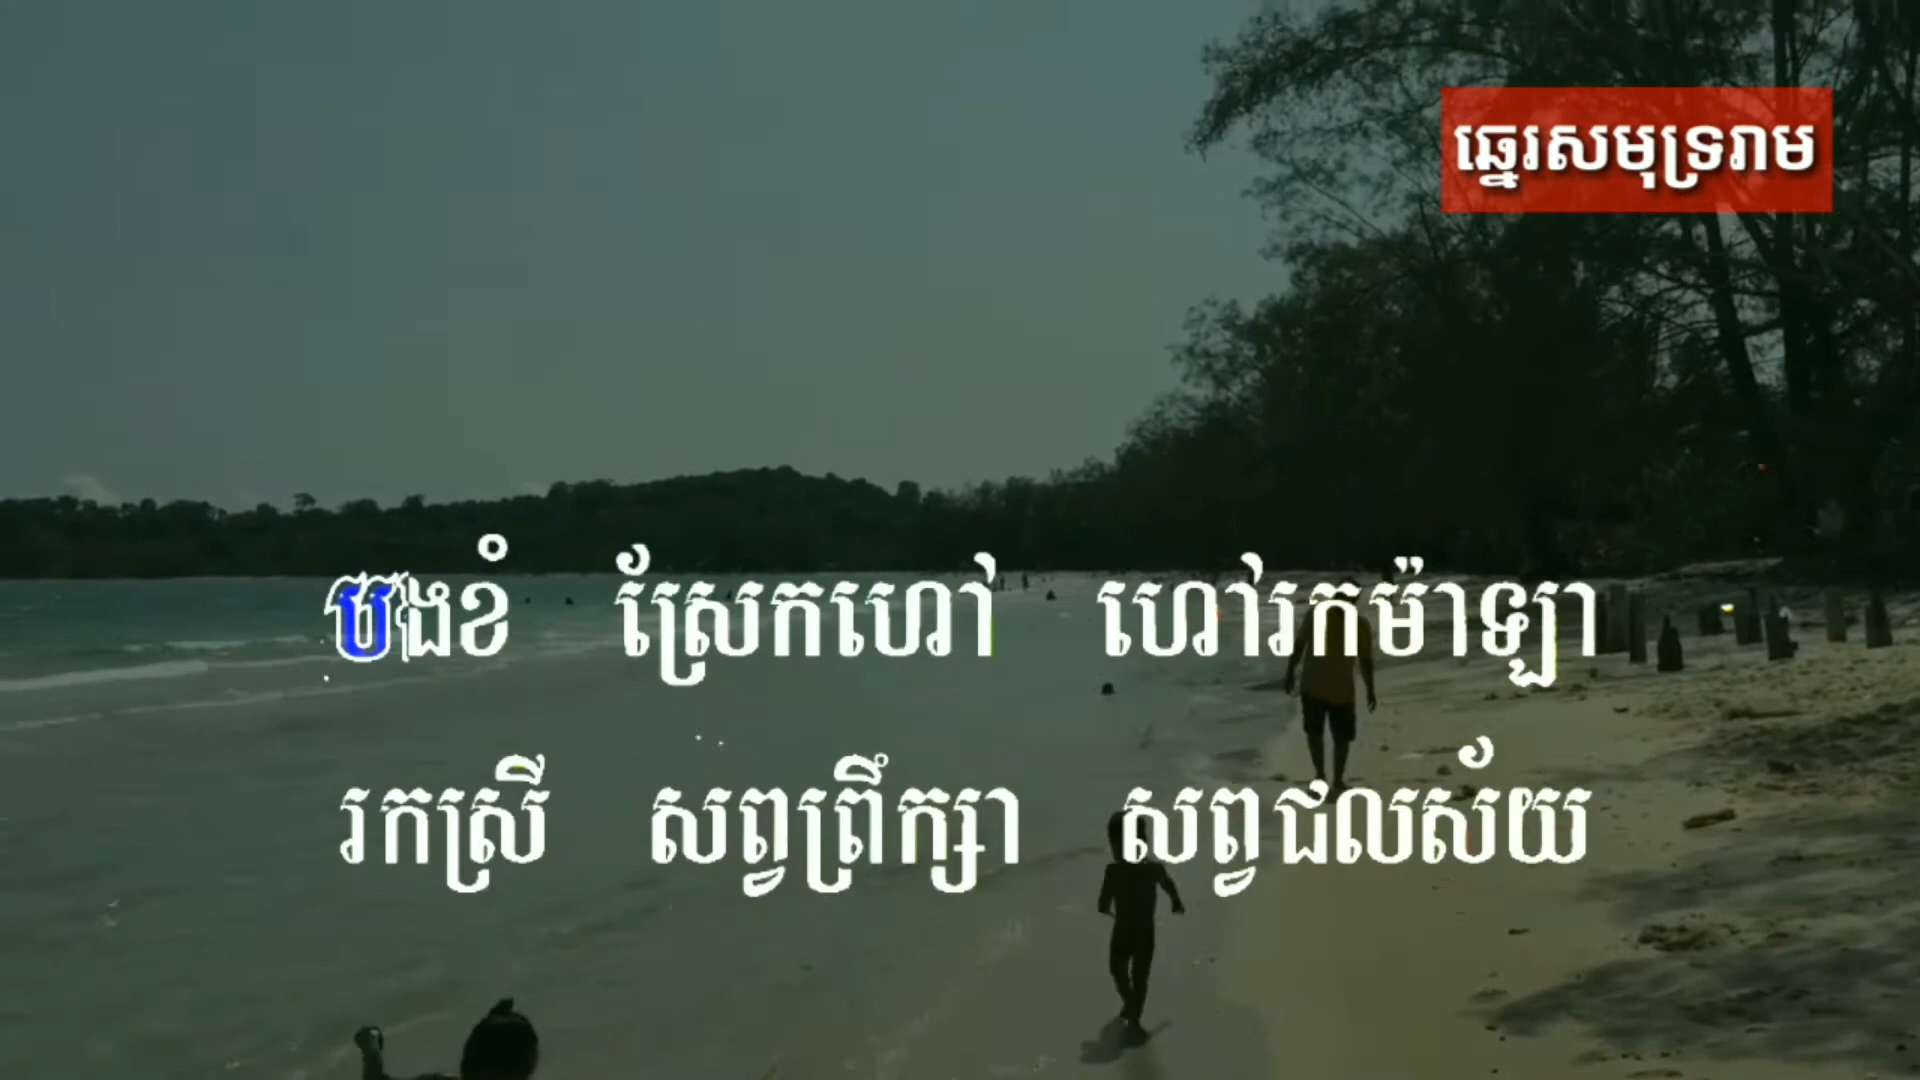 ឆ្នេរសមុទ្ររាម
បងខំ ស្រែកហៅ ហៅរកម៉ាឡា
រកស្រី សព្វព្រឹក្សា សព្វជលស័យ